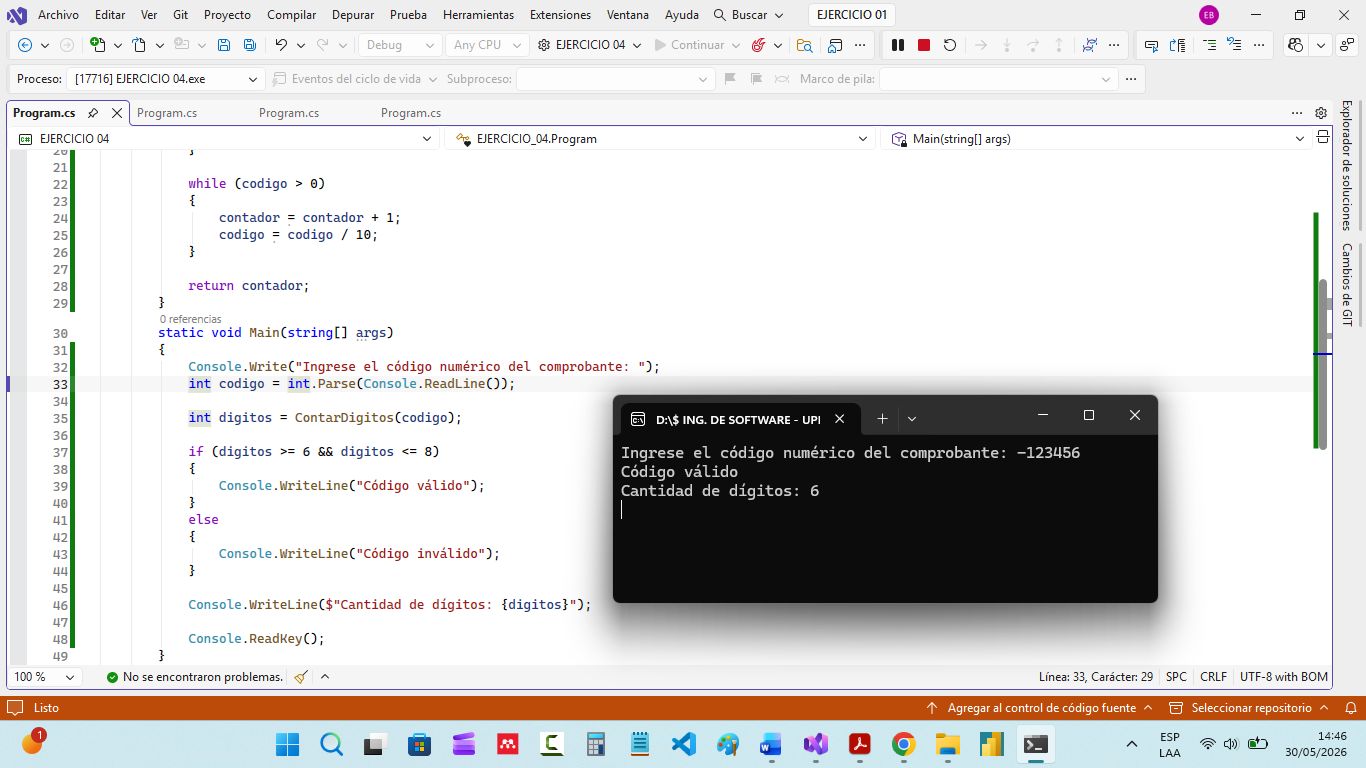 Archivo Editar Ver Git Proyecto Compilar Depurar Prueba Herramientas Extensiones Ventana Ayuda Buscar EJERCICIO 01 EB
Debug Any CPU EJERCICIO 04 Continuar
Proceso: [17716] EJERCICIO 04.exe Eventos del ciclo de vida Subproceso: Marco de pila:
Program.cs Program.cs Program.cs Program.cs
C# EJERCICIO 04 EJERCICIO_04.Program Main(string[] args)
20 }
21
22 while (codigo > 0)
23 {
24 contador = contador + 1;
25 codigo = codigo / 10;
26 }
27
28 return contador;
29 }
0 referencias
30 static void Main(string[] args)
31 {
32 Console.Write("Ingrese el código numérico del comprobante: ");
33 int codigo = int.Parse(Console.ReadLine());
34
35 int digitos = ContarDigitos(codigo);
36
37 if (digitos >= 6 && digitos <= 8)
38 {
39 Console.WriteLine("Código válido");
40 }
41 else
42 {
43 Console.WriteLine("Código inválido");
44 }
45
46 Console.WriteLine($"Cantidad de dígitos: {digitos}");
47
48 Console.ReadKey();
49 }
D:\$ ING. DE SOFTWARE - UPI
Ingrese el código numérico del comprobante: -123456
Código válido
Cantidad de dígitos: 6
Explorador de soluciones
Cambios de GIT
100 % No se encontraron problemas. Línea: 33, Carácter: 29 SPC CRLF UTF-8 with BOM
Listo Agregar al control de código fuente Seleccionar repositorio
1
ESP
LAA
14:46
30/05/2026